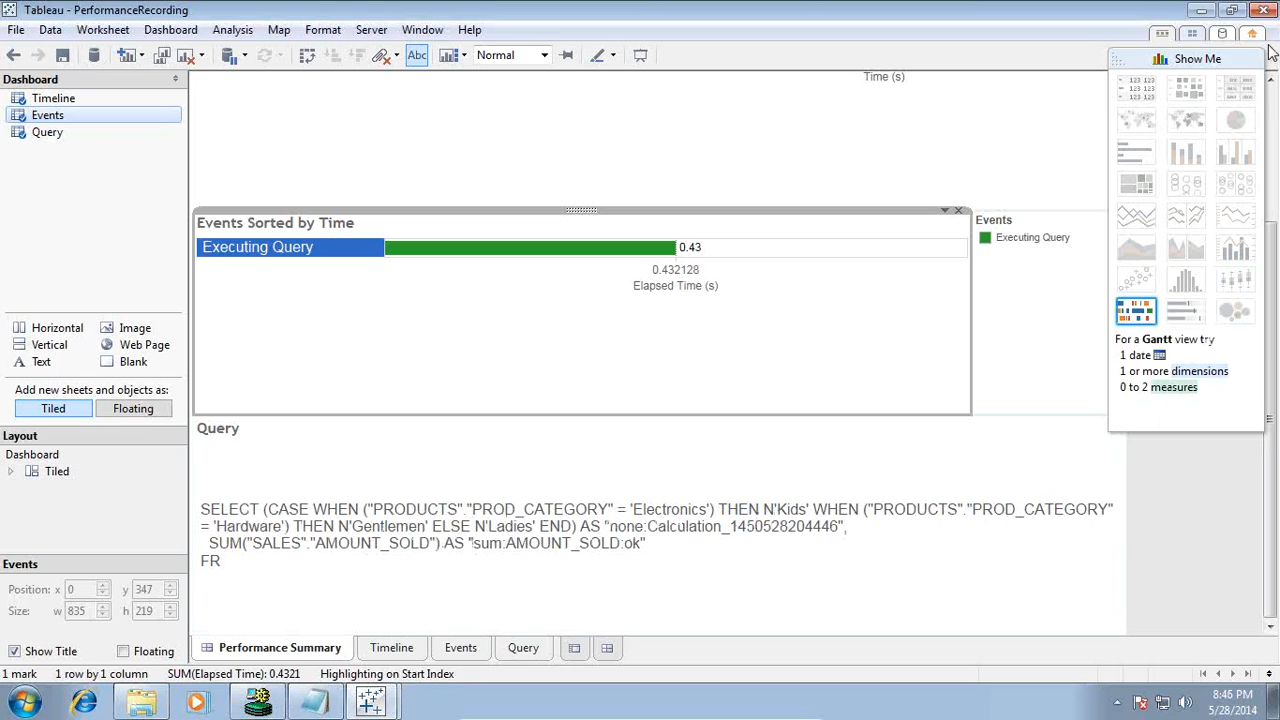 Tableau - PerformanceRecording
File Data Worksheet Dashboard Analysis Map Format Server Window Help
Abc Normal
Dashboard
Timeline
Events
Query
Horizontal Image
Vertical Web Page
Text Blank
Add new sheets and objects as:
Tiled Floating
Layout
Dashboard
Tiled
Events
Position: x 0 y 347
Size: w 835 h 219
Show Title Floating
Time (s)
Events Sorted by Time
Executing Query 0.43
0.432128
Elapsed Time (s)
Events
Executing Query
Query
SELECT (CASE WHEN ("PRODUCTS"."PROD_CATEGORY" = 'Electronics') THEN N'Kids' WHEN ("PRODUCTS"."PROD_CATEGORY"
= 'Hardware') THEN N'Gentlemen' ELSE N'Ladies' END) AS "none:Calculation_1450528204446",
SUM("SALES"."AMOUNT_SOLD") AS "sum:AMOUNT_SOLD:ok"
FR
Show Me
For a Gantt view try
1 date
1 or more dimensions
0 to 2 measures
Performance Summary Timeline Events Query
1 mark 1 row by 1 column SUM(Elapsed Time): 0.4321 Highlighting on Start Index
8:46 PM
5/28/2014